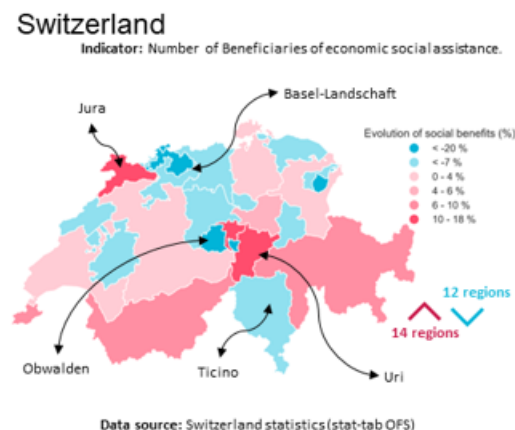 Switzerland
Indicator: Number of Beneficiaries of economic social assistance.
Basel-Landschaft
Jura
Evolution of social benefits (%)
< -20 %
< -7 %
0 - 4 %
4 - 6 %
6 - 10 %
10 - 18 %
12 regions
14 regions
Obwalden
Ticino
Uri
Data source: Switzerland statistics (stat-tab OFS)